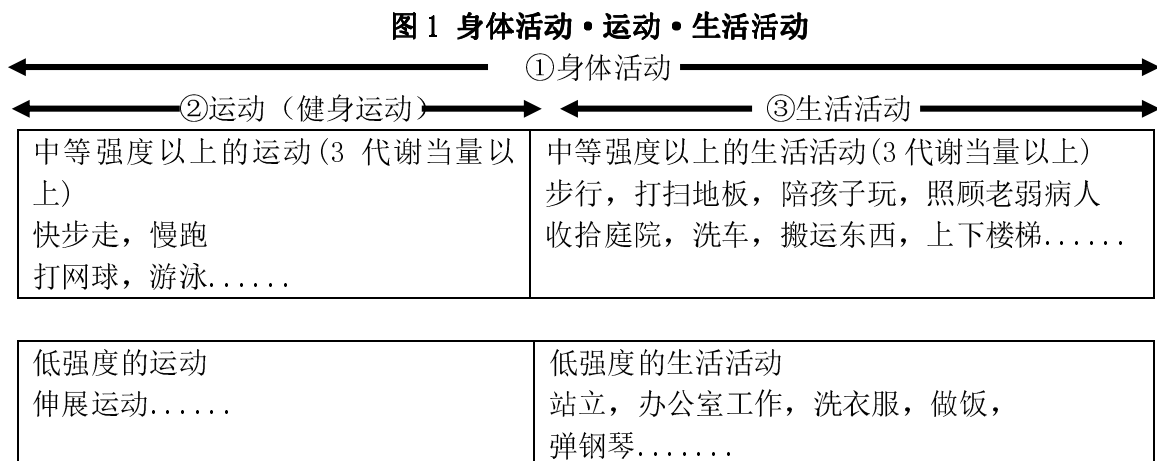 图1 身体活动·运动·生活活动
①身体活动
②运动（健身运动）
③生活活动
中等强度以上的运动(3 代谢当量以
上)
快步走，慢跑
打网球，游泳......
中等强度以上的生活活动(3代谢当量以上)
步行，打扫地板，陪孩子玩，照顾老弱病人
收拾庭院，洗车，搬运东西，上下楼梯......
低强度的运动
伸展运动......
低强度的生活活动
站立，办公室工作，洗衣服，做饭，
弹钢琴.......